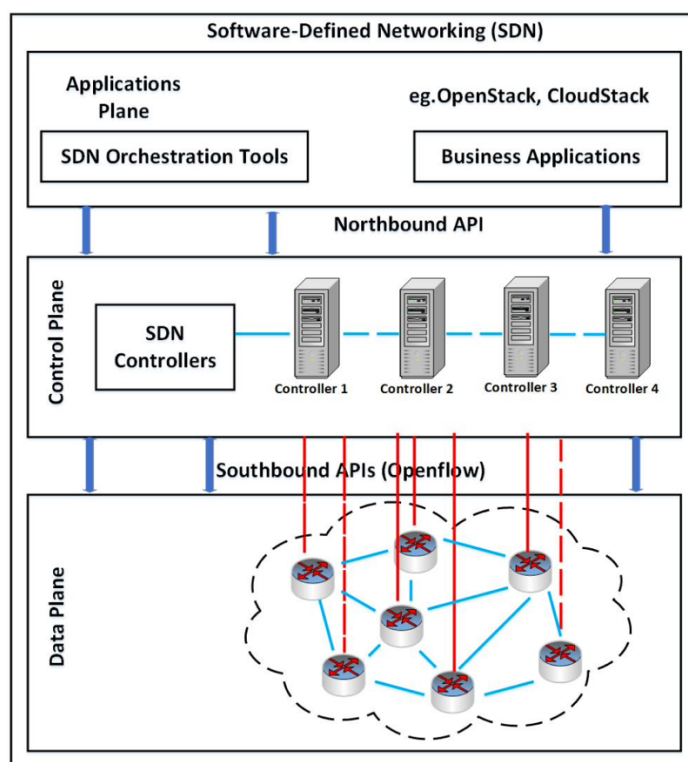 Software-Defined Networking (SDN)
Applications
Plane
eg.OpenStack, CloudStack
SDN Orchestration Tools
Business Applications
Northbound API
Control Plane
SDN
Controllers
Controller 1
Controller 2
Controller 3
Controller 4
Southbound APIs (Openflow)
Data Plane